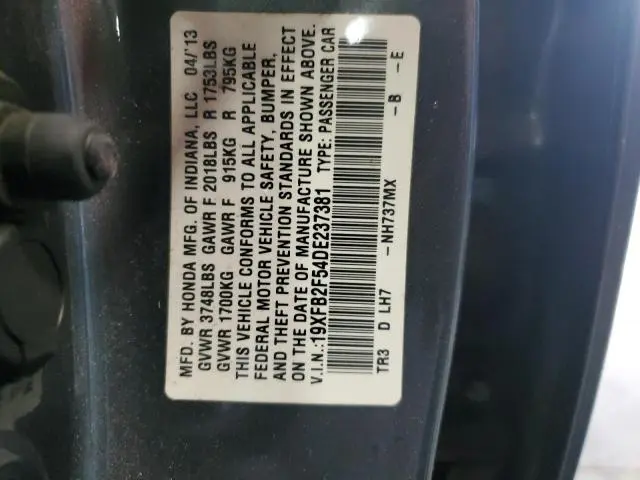 MFD. BY HONDA MFG. OF INDIANA, LLC 04/'13
GVWR 3748LBS GAWR F 2018LBS R 1753LBS
GVWR 1700KG GAWR F 915KG R 795KG
THIS VEHICLE CONFORMS TO ALL APPLICABLE
FEDERAL MOTOR VEHICLE SAFETY, BUMPER,
AND THEFT PREVENTION STANDARDS IN EFFECT
ON THE DATE OF MANUFACTURE SHOWN ABOVE.
V.I.N.:19XFB2F54DE237381 TYPE: PASSENGER CAR
TR3 D LH7 -NH737MX -B -E